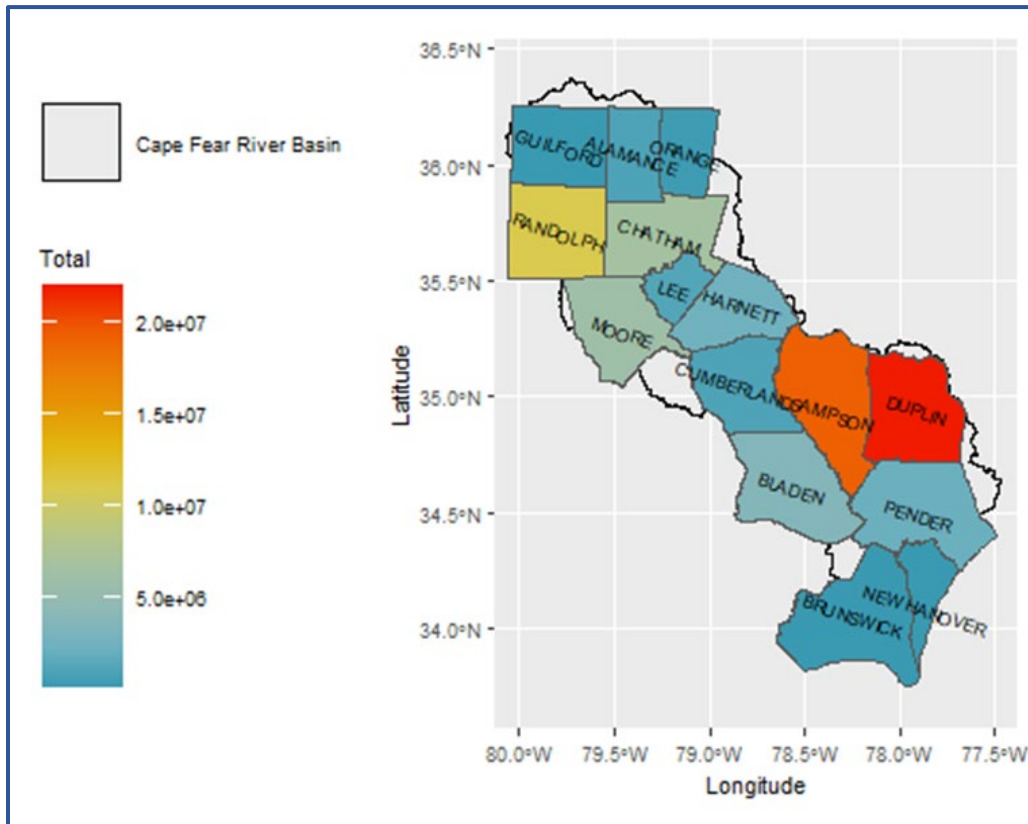 Cape Fear River Basin
Total
2.0e+07
1.5e+07
1.0e+07
5.0e+06
Latitude
36.5°N
36.0°N
35.5°N
35.0°N
34.5°N
34.0°N
GUILFORD
ALAMANCE
ORANGE
RANDOLPH
CHATHAM
LEE
HARNETT
MOORE
CUMBERLAND
SAMPSON
DUPLIN
BLADEN
PENDER
NEW HANOVER
BRUNSWICK
80.0°W 79.5°W 79.0°W 78.5°W 78.0°W 77.5°W
Longitude